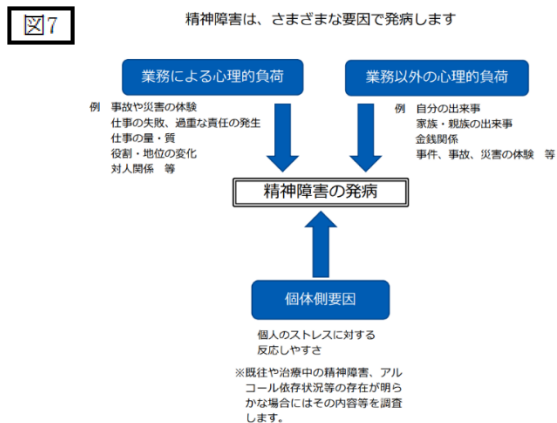 図7
精神障害は、さまざまな要因で発病します
業務による心理的負荷
例 事故や災害の体験
仕事の失敗、過重な責任の発生
仕事の量・質
役割・地位の変化
対人関係 等
業務以外の心理的負荷
例 自分の出来事
家族・親族の出来事
金銭関係
事件、事故、災害の体験 等
精神障害の発病
個体側要因
個人のストレスに対する
反応しやすさ
※既往や治療中の精神障害、アル
コール依存状況等の存在が明ら
かな場合にはその内容等を調査
します。